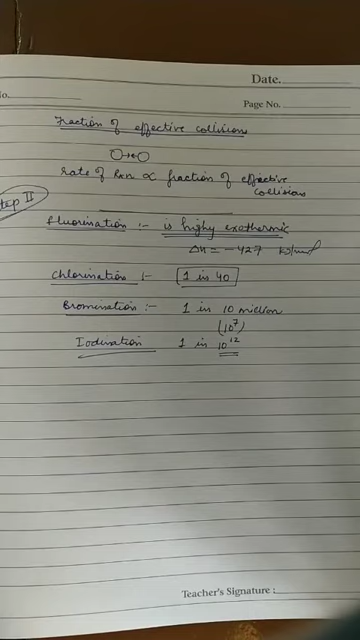 Date.
No.
Page No.
Fraction of effective collisions
Rate of Rxn ∝ fraction of effective
collisions
Step II
Fluorination :- is highy exothermic
ΔH = -427 kJ/mol
Chlorination :- 1 in 40
Bromination :- 1 in 10 million
(10⁷)
Iodination 1 in 10¹²
Teacher's Signature :